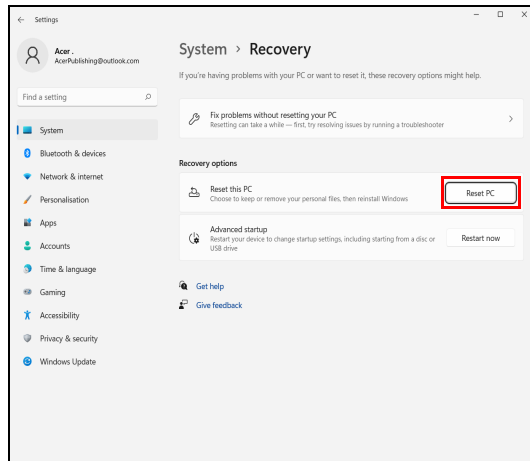 Settings
Acer .
AcerPublishing@outlook.com
Find a setting
System
Bluetooth & devices
Network & internet
Personalisation
Apps
Accounts
Time & language
Gaming
Accessibility
Privacy & security
Windows Update
System > Recovery
If you're having problems with your PC or want to reset it, these recovery options might help.
Fix problems without resetting your PC
Resetting can take a while — first, try resolving issues by running a troubleshooter
Recovery options
Reset this PC
Choose to keep or remove your personal files, then reinstall Windows
Reset PC
Advanced startup
Restart your device to change startup settings, including starting from a disc or
USB drive
Restart now
Get help
Give feedback